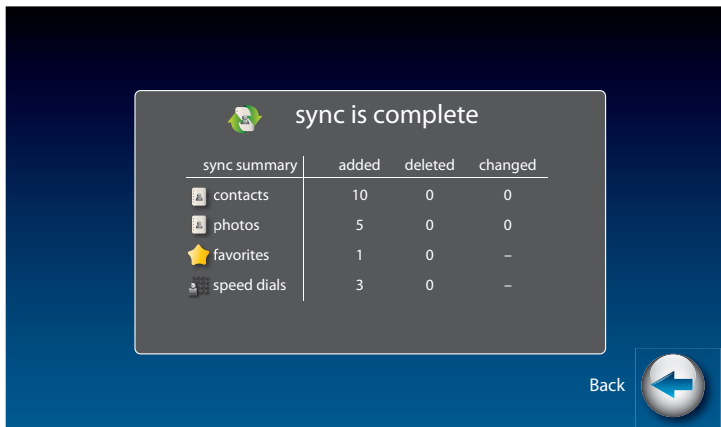 sync is complete
sync summary added deleted changed
contacts 10 0 0
photos 5 0 0
favorites 1 0 –
speed dials 3 0 –
Back